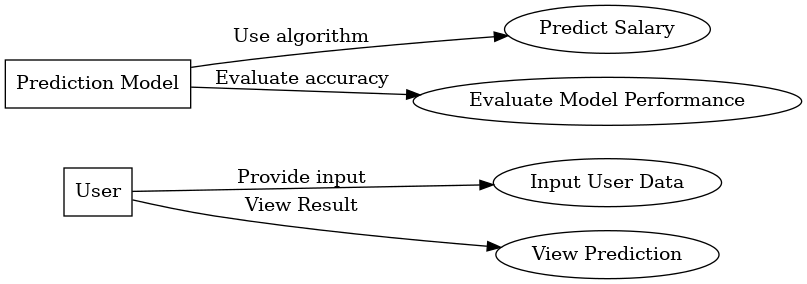 Use algorithm
Predict Salary
Prediction Model
Evaluate accuracy
Evaluate Model Performance
User
Provide input
Input User Data
View Result
View Prediction